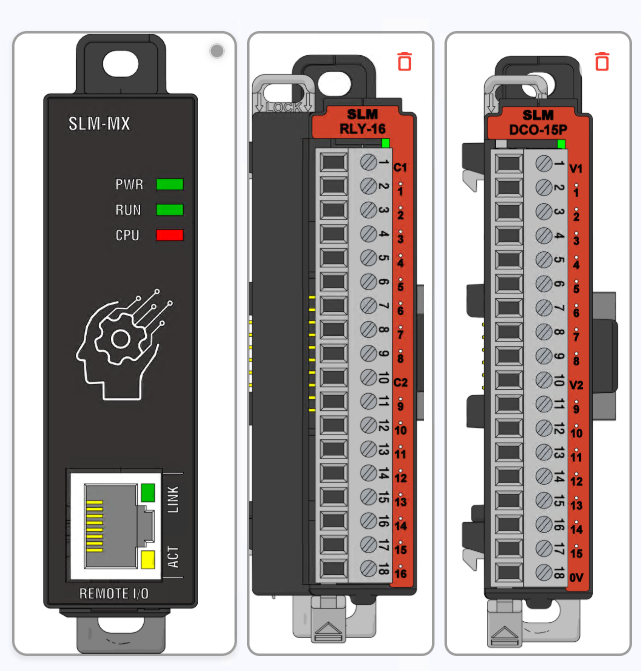 SLM-MX
PWR
RUN
CPU
LINK
ACT
REMOTE I/O
LOCK
SLM
RLY-16
1 C1
2 1
3 2
4 3
5 4
6 5
7 6
8 7
9 8
10 C2
11 9
12 10
13 11
14 12
15 13
16 14
17 15
18 16
SLM
DCO-15P
1 V1
2 1
3 2
4 3
5 4
6 5
7 6
8 7
9 8
10 V2
11 9
12 10
13 11
14 12
15 13
16 14
17 15
18 0V